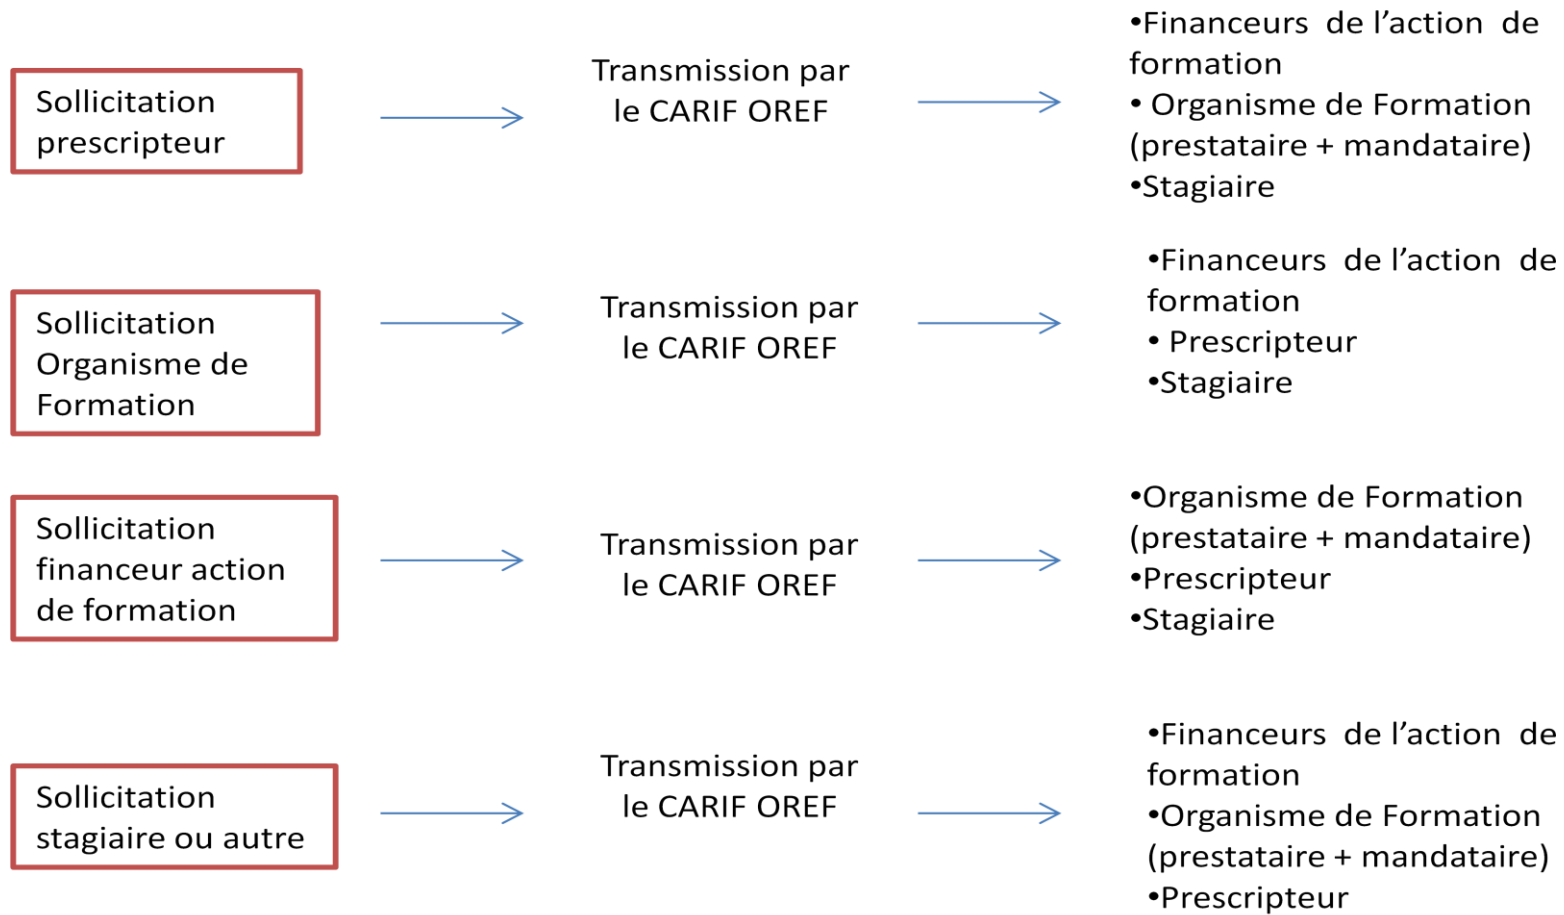 Sollicitation
prescripteur
Transmission par
le CARIF OREF
•Financeurs de l’action de
formation
• Organisme de Formation
(prestataire + mandataire)
•Stagiaire
Sollicitation
Organisme de
Formation
Transmission par
le CARIF OREF
•Financeurs de l’action de
formation
• Prescripteur
•Stagiaire
Sollicitation
financeur action
de formation
Transmission par
le CARIF OREF
•Organisme de Formation
(prestataire + mandataire)
•Prescripteur
•Stagiaire
Sollicitation
stagiaire ou autre
Transmission par
le CARIF OREF
•Financeurs de l’action de
formation
•Organisme de Formation
(prestataire + mandataire)
•Prescripteur